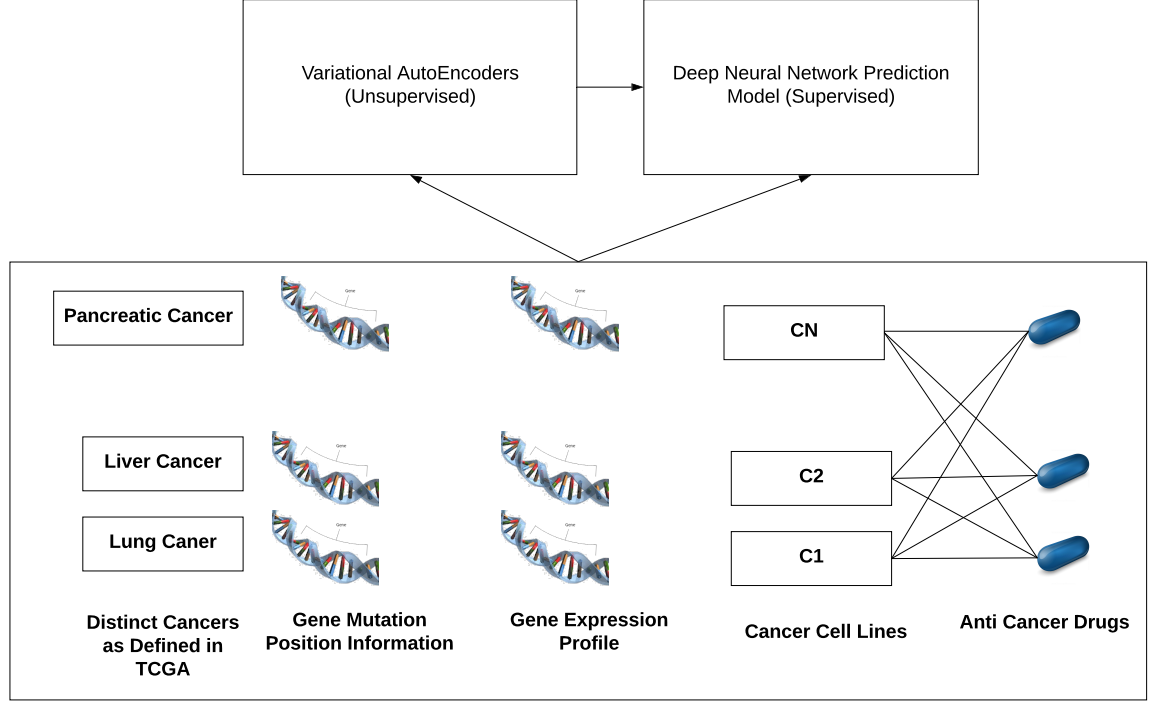 Variational AutoEncoders
(Unsupervised)
Deep Neural Network Prediction
Model (Supervised)
Pancreatic Cancer
Gene
Gene
CN
Liver Cancer
Gene
Gene
C2
Lung Caner
Gene
Gene
C1
Distinct Cancers
as Defined in
TCGA
Gene Mutation
Position Information
Gene Expression
Profile
Cancer Cell Lines
Anti Cancer Drugs